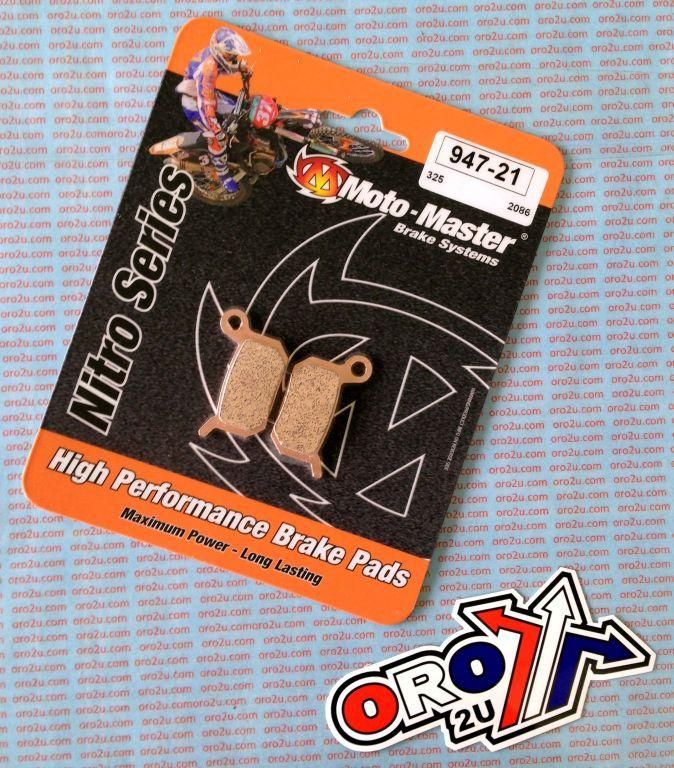 947-21
325
2086
Moto-Master®
Brake Systems
Nitro Series
High Performance Brake Pads
Maximum Power - Long Lasting
ORO
2U
oro2u.com